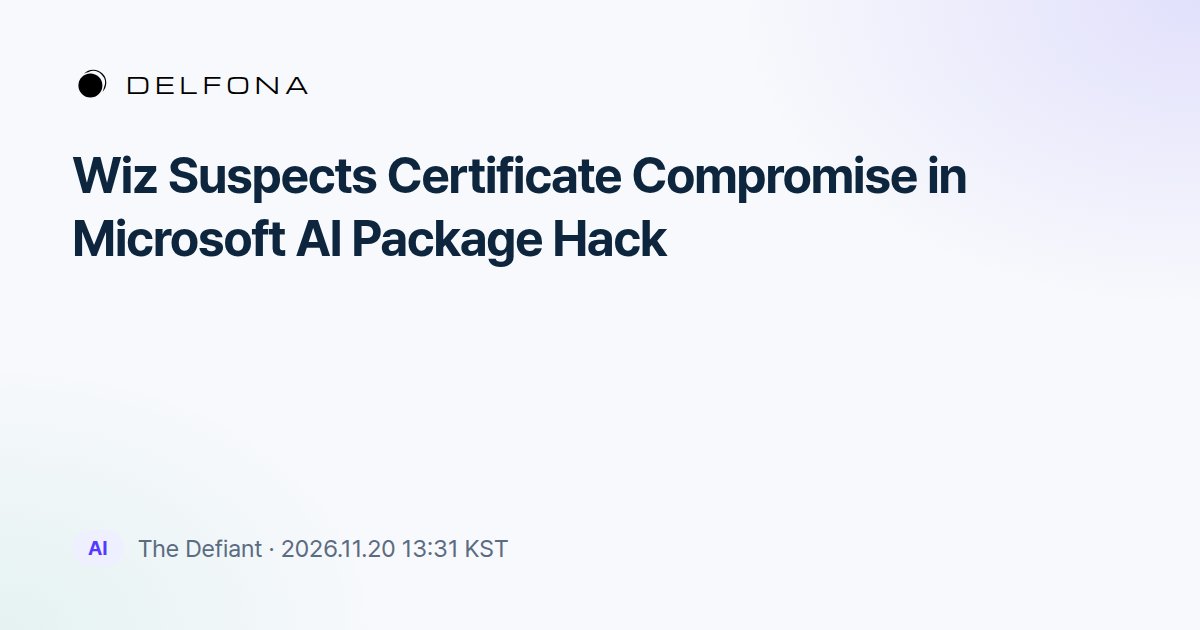 DELFONA
Wiz Suspects Certificate Compromise in
Microsoft AI Package Hack
AI The Defiant · 2026.11.20 13:31 KST